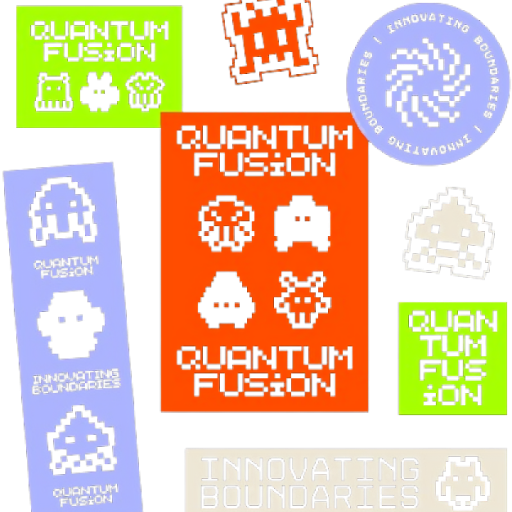 QUANTUM
FUSiON
INNOVATING BOUNDARIES | INNOVATING BOUNDARIES |
QUANTUM
FUSiON
QUANTUM
FUSiON
INNOVATING
BOUNDARIES
QUANTUM
FUSiON
QUANTUM
FUSiON
QUAN
TUM
FUS
iON
INNOVATING
BOUNDARIES